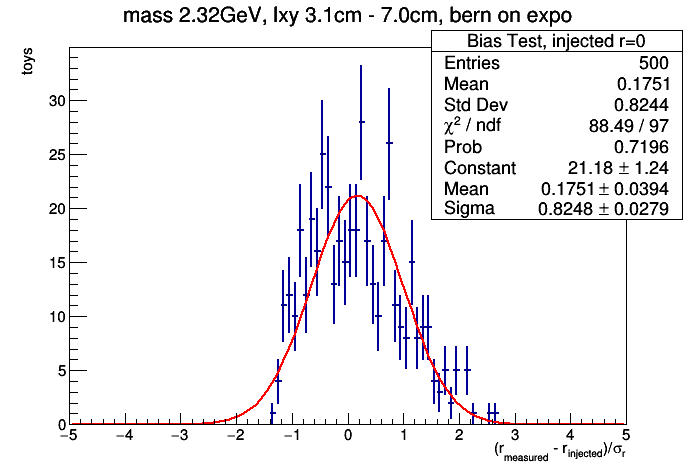 mass 2.32GeV, lxy 3.1cm - 7.0cm, bern on expo
Bias Test, injected r=0
Entries 500
Mean 0.1751
Std Dev 0.8244
χ² / ndf 88.49 / 97
Prob 0.7196
Constant 21.18 ± 1.24
Mean 0.1751 ± 0.0394
Sigma 0.8248 ± 0.0279
toys
30
25
20
15
10
5
0
−5 −4 −3 −2 −1 0 1 2 3 4 5
(r_measured - r_injected)/σ_r